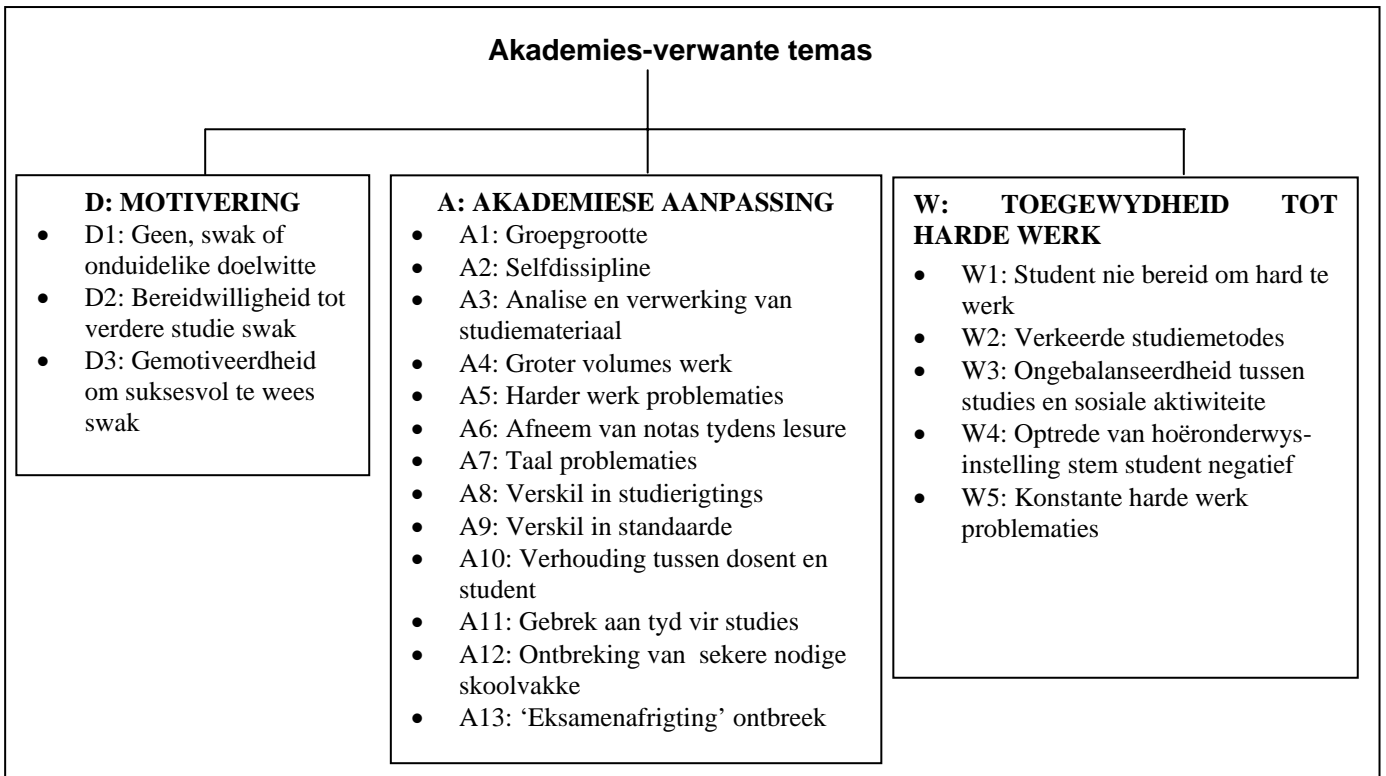 Akademies-verwante temas
D: MOTIVERING
• D1: Geen, swak of
onduidelike doelwitte
• D2: Bereidwilligheid tot
verdere studie swak
• D3: Gemotiveerdheid
om suksesvol te wees
swak
A: AKADEMIESE AANPASSING
• A1: Groepgrootte
• A2: Selfdissipline
• A3: Analise en verwerking van
studiemateriaal
• A4: Groter volumes werk
• A5: Harder werk problematies
• A6: Afneem van notas tydens lesure
• A7: Taal problematies
• A8: Verskil in studierigtings
• A9: Verskil in standaarde
• A10: Verhouding tussen dosent en
student
• A11: Gebrek aan tyd vir studies
• A12: Ontbreking van sekere nodige
skoolvakke
• A13: ‘Eksamenafrigting’ ontbreek
W: TOEGEWYDHEID TOT
HARDE WERK
• W1: Student nie bereid om hard te
werk
• W2: Verkeerde studiemetodes
• W3: Ongebalanseerdheid tussen
studies en sosiale aktiwiteite
• W4: Optrede van hoëronderwys-
instelling stem student negatief
• W5: Konstante harde werk
problematies